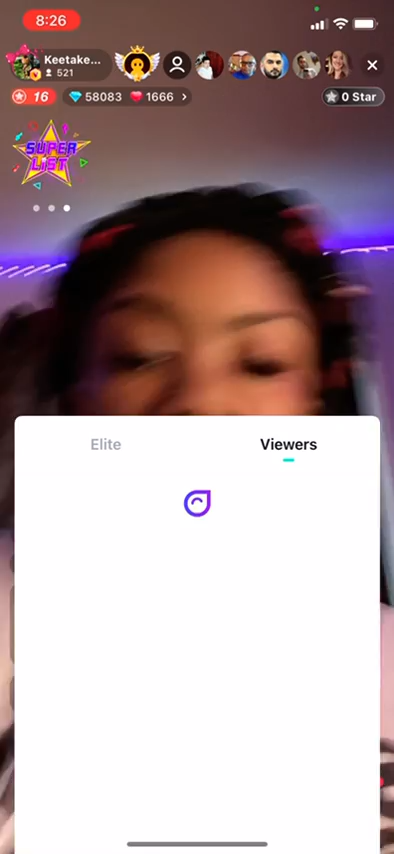 8:26
Keetake...
521
16
58083 1666 >
0 Star
SUPER
LiST
Elite
Viewers